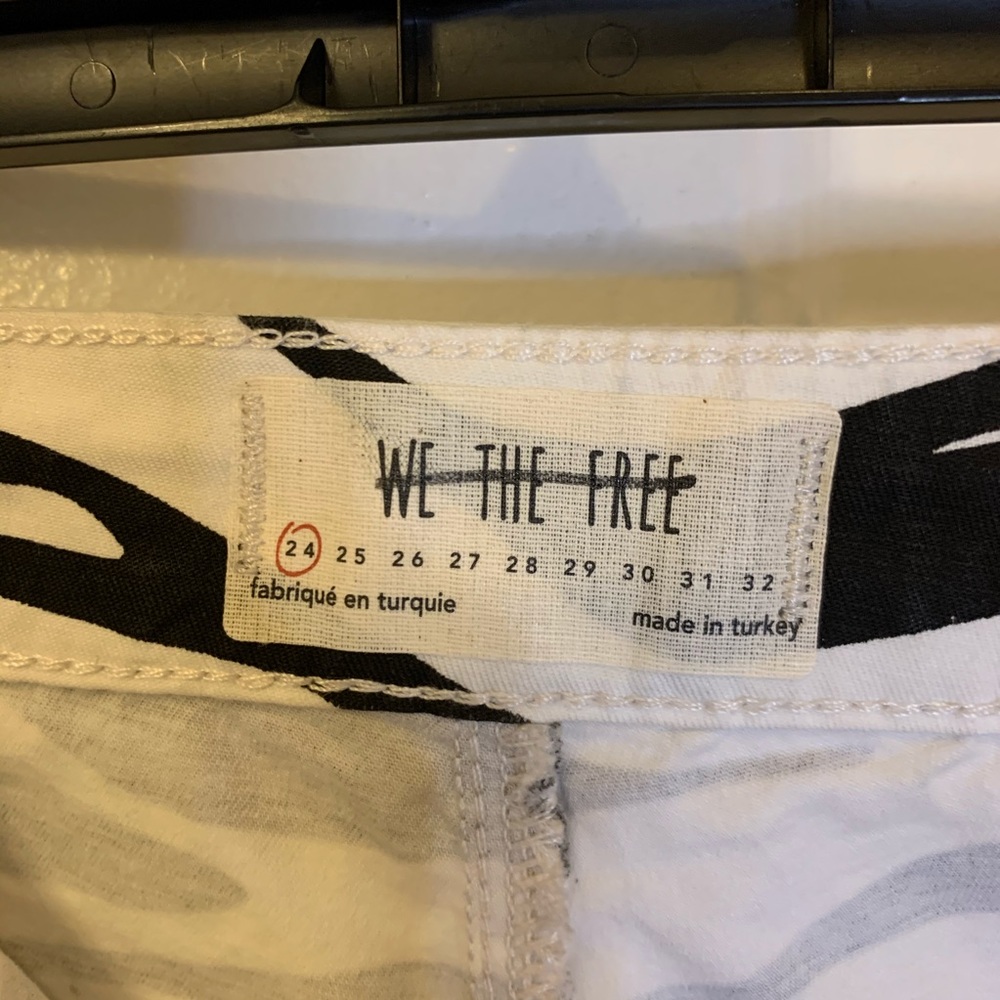 WE THE FREE
24 25 26 27 28 29 30 31 32
fabriqué en turquie
made in turkey